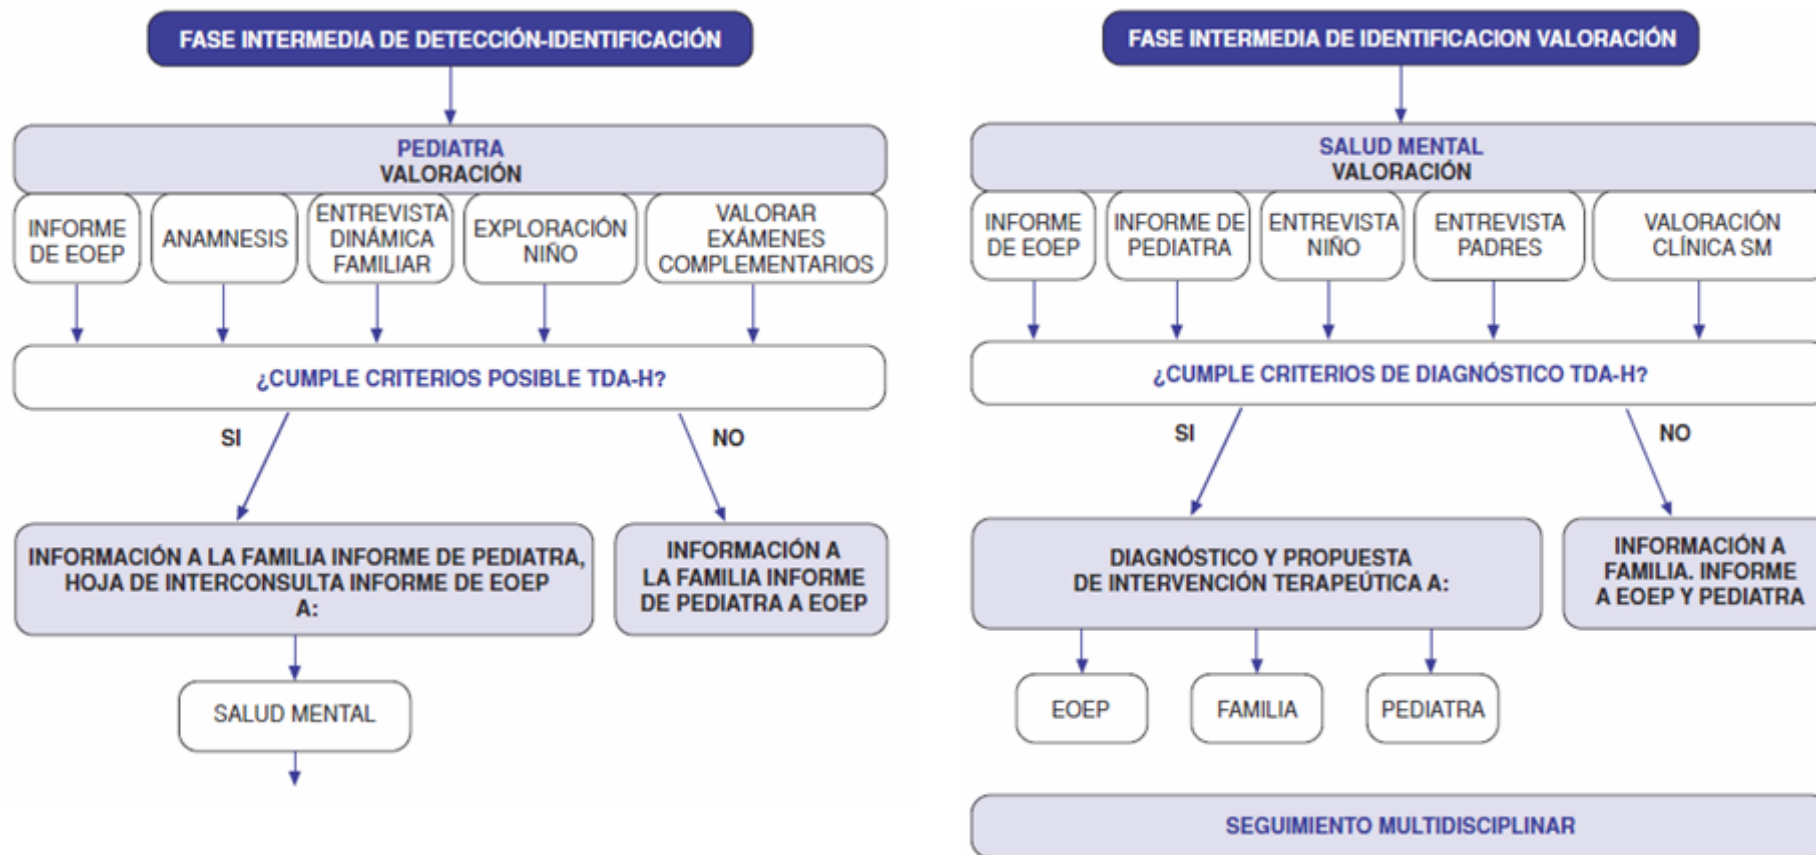 FASE INTERMEDIA DE DETECCIÓN-IDENTIFICACIÓN
PEDIATRA
VALORACIÓN
INFORME
DE EOEP
ANAMNESIS
ENTREVISTA
DINÁMICA
FAMILIAR
EXPLORACIÓN
NIÑO
VALORAR
EXÁMENES
COMPLEMENTARIOS
¿CUMPLE CRITERIOS POSIBLE TDA-H?
SI
NO
INFORMACIÓN A LA FAMILIA INFORME DE PEDIATRA,
HOJA DE INTERCONSULTA INFORME DE EOEP
A:
INFORMACIÓN A
LA FAMILIA INFORME
DE PEDIATRA A EOEP
SALUD MENTAL
FASE INTERMEDIA DE IDENTIFICACION VALORACIÓN
SALUD MENTAL
VALORACIÓN
INFORME
DE EOEP
INFORME DE
PEDIATRA
ENTREVISTA
NIÑO
ENTREVISTA
PADRES
VALORACIÓN
CLÍNICA SM
¿CUMPLE CRITERIOS DE DIAGNÓSTICO TDA-H?
SI
NO
DIAGNÓSTICO Y PROPUESTA
DE INTERVENCIÓN TERAPEÚTICA A:
INFORMACIÓN A
FAMILIA. INFORME
A EOEP Y PEDIATRA
EOEP
FAMILIA
PEDIATRA
SEGUIMIENTO MULTIDISCIPLINAR